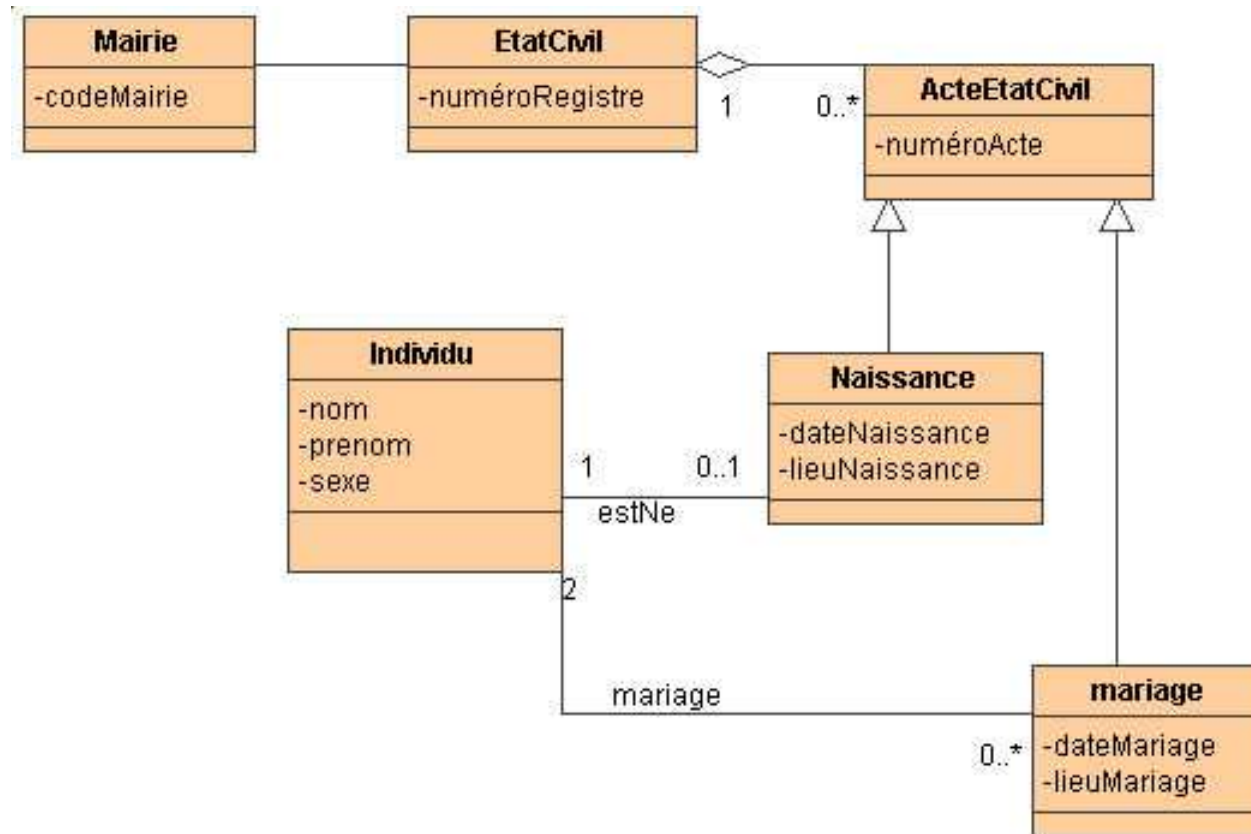 Mairie
-codeMairie
EtatCivil
-numéroRegistre
1
0..*
ActeEtatCivil
-numéroActe
Individu
-nom
-prenom
-sexe
1
0..1
estNe
Naissance
-dateNaissance
-lieuNaissance
2
mariage
0..*
mariage
-dateMariage
-lieuMariage